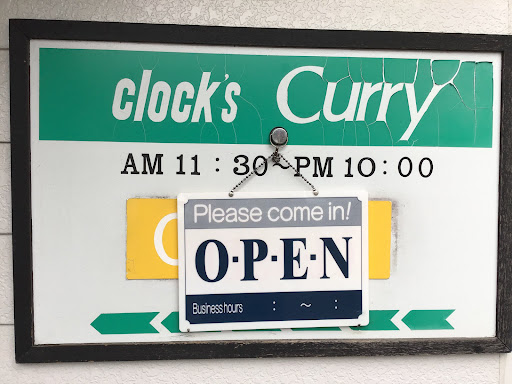 clock's Curry
AM 11 : 30～PM 10 : 00
Please come in!
O·P·E·N
Business hours : ～ :